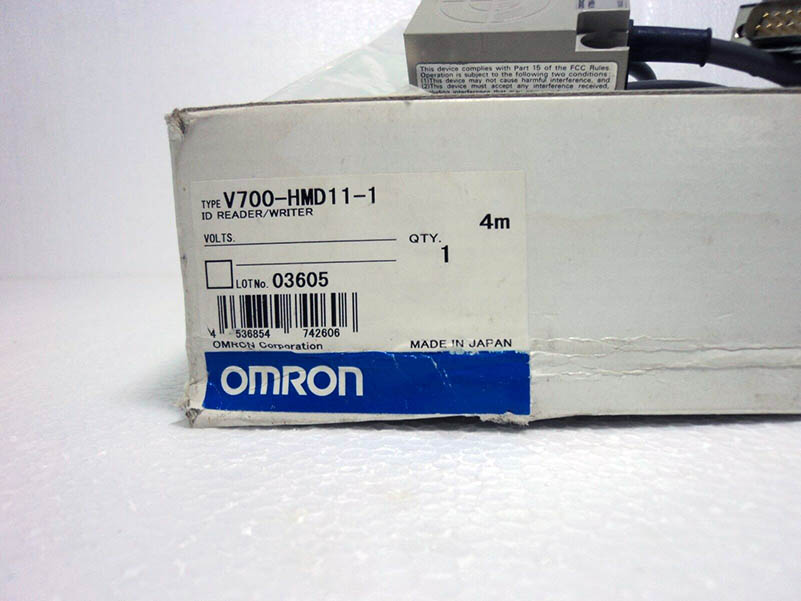 This device complies with Part 15 of the FCC Rules.
Operation is subject to the following two conditions:
(1)This device may not cause harmful interference, and
(2)This device must accept any interference received,
TYPE V700-HMD11-1
ID READER/WRITER
4m
VOLTS.
QTY.
1
LOTNo. 03605
4 536854 742606
OMRON Corporation
MADE IN JAPAN
OMRON